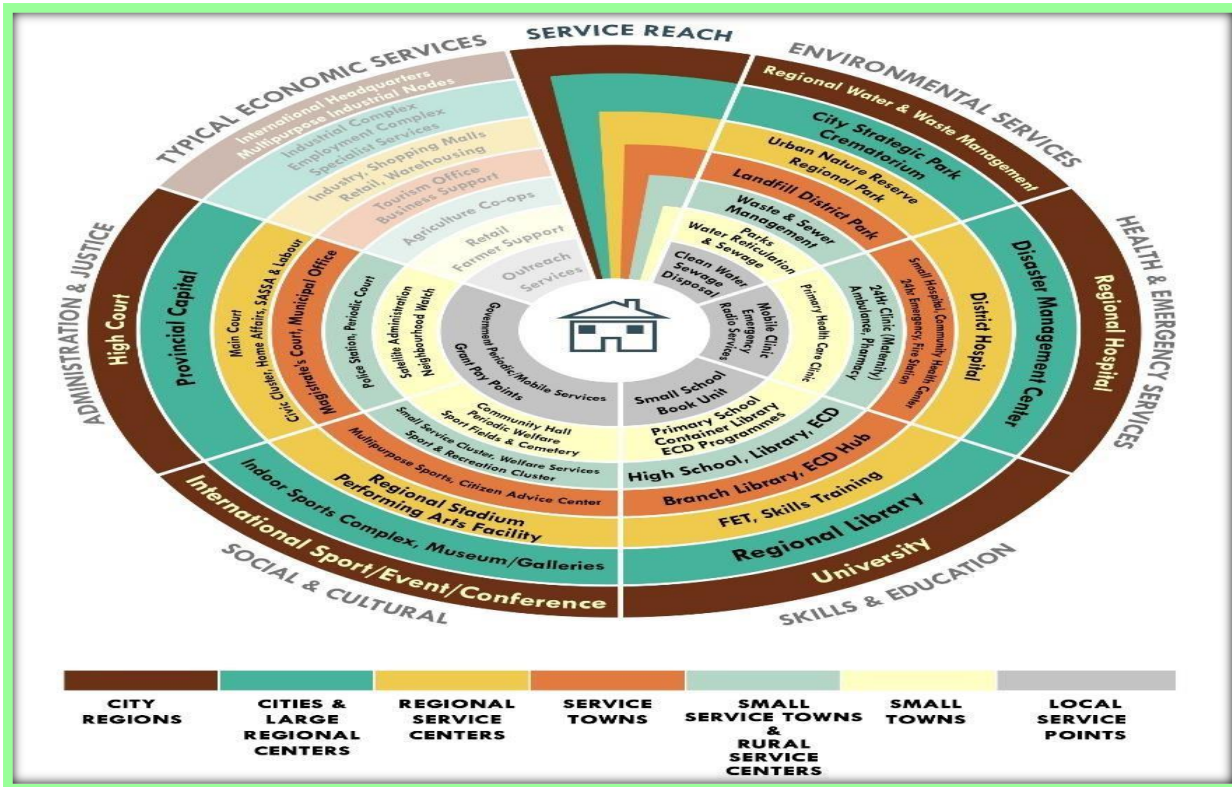 SERVICE REACH
TYPICAL ECONOMIC SERVICES
International Headquarters
Multipurpose Industrial Nodes
Industrial Complex
Employment Complex
Specialist Services
Industry, Shopping Malls
Retail, Warehousing
Tourism Office
Business Support
Agriculture Co-ops
Retail
Farmer Support
Outreach
Services
ENVIRONMENTAL SERVICES
Regional Water & Waste Management
City Strategic Park
Crematorium
Urban Nature Reserve
Regional Park
Landfill District Park
Waste & Sewer
Management
Parks
Water Reticulation
& Sewage
Clean Water
Sewage
Disposal
HEALTH & EMERGENCY SERVICES
Regional Hospital
Disaster Management Center
District Hospital
Small Hospital, Community Health Center
24hr Emergency, Fire Station
24Hr Clinic (Maternity)
Ambulance, Pharmacy
Primary Health Care Clinic
Mobile Clinic
Emergency
Radio Services
SKILLS & EDUCATION
University
Regional Library
FET, Skills Training
Branch Library, ECD Hub
High School, Library, ECD
Primary School
Container Library
ECD Programmes
Small School
Book Unit
SOCIAL & CULTURAL
International Sport/Event/Conference
Indoor Sports Complex, Museum/Galleries
Regional Stadium
Performing Arts Facility
Multipurpose Sports, Citizen Advice Center
Small Service Cluster, Welfare Services
Sport & Recreation Cluster
Community Hall
Periodic Welfare
Sport Fields & Cemetery
ADMINISTRATION & JUSTICE
High Court
Provincial Capital
Main Court
Civic Cluster, Home Affairs, SASSA & Labour
Magistrate's Court, Municipal Office
Police Station, Periodic Court
Satellite Administration
Neighbourhood Watch
Government Periodic/Mobile Services
Grant Pay Points
CITY
REGIONS
CITIES &
LARGE
REGIONAL
CENTERS
REGIONAL
SERVICE
CENTERS
SERVICE
TOWNS
SMALL
SERVICE TOWNS
&
RURAL
SERVICE
CENTERS
SMALL
TOWNS
LOCAL
SERVICE
POINTS